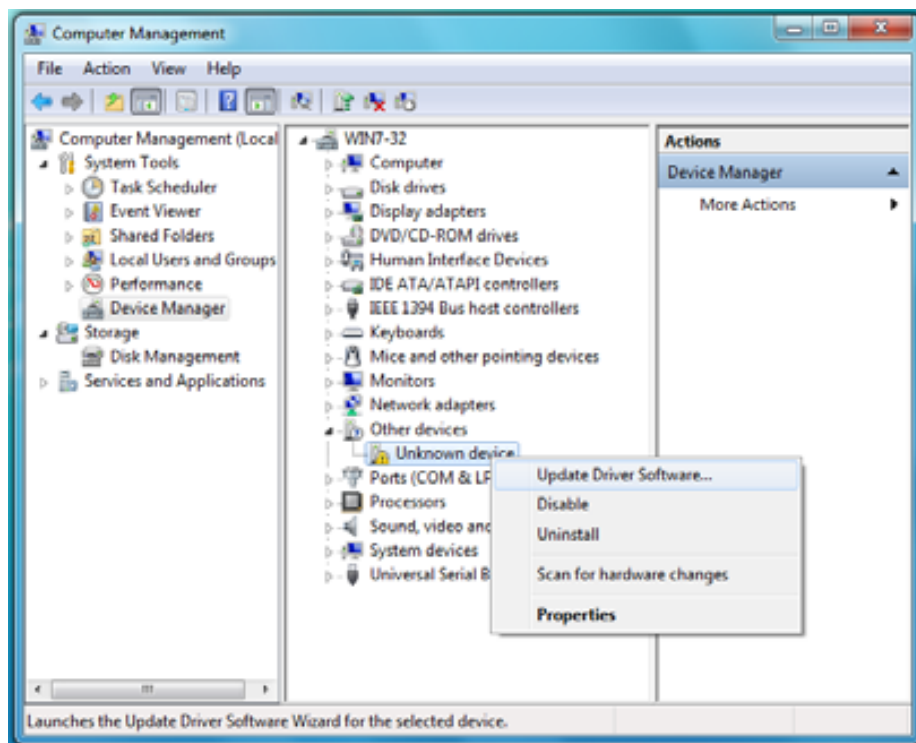 Computer Management
File Action View Help
Computer Management (Local
System Tools
Task Scheduler
Event Viewer
Shared Folders
Local Users and Groups
Performance
Device Manager
Storage
Disk Management
Services and Applications
WIN7-32
Computer
Disk drives
Display adapters
DVD/CD-ROM drives
Human Interface Devices
IDE ATA/ATAPI controllers
IEEE 1394 Bus host controllers
Keyboards
Mice and other pointing devices
Monitors
Network adapters
Other devices
Unknown device
Ports (COM & LP
Processors
Sound, video and
System devices
Universal Serial B
Update Driver Software...
Disable
Uninstall
Scan for hardware changes
Properties
Actions
Device Manager
More Actions
Launches the Update Driver Software Wizard for the selected device.